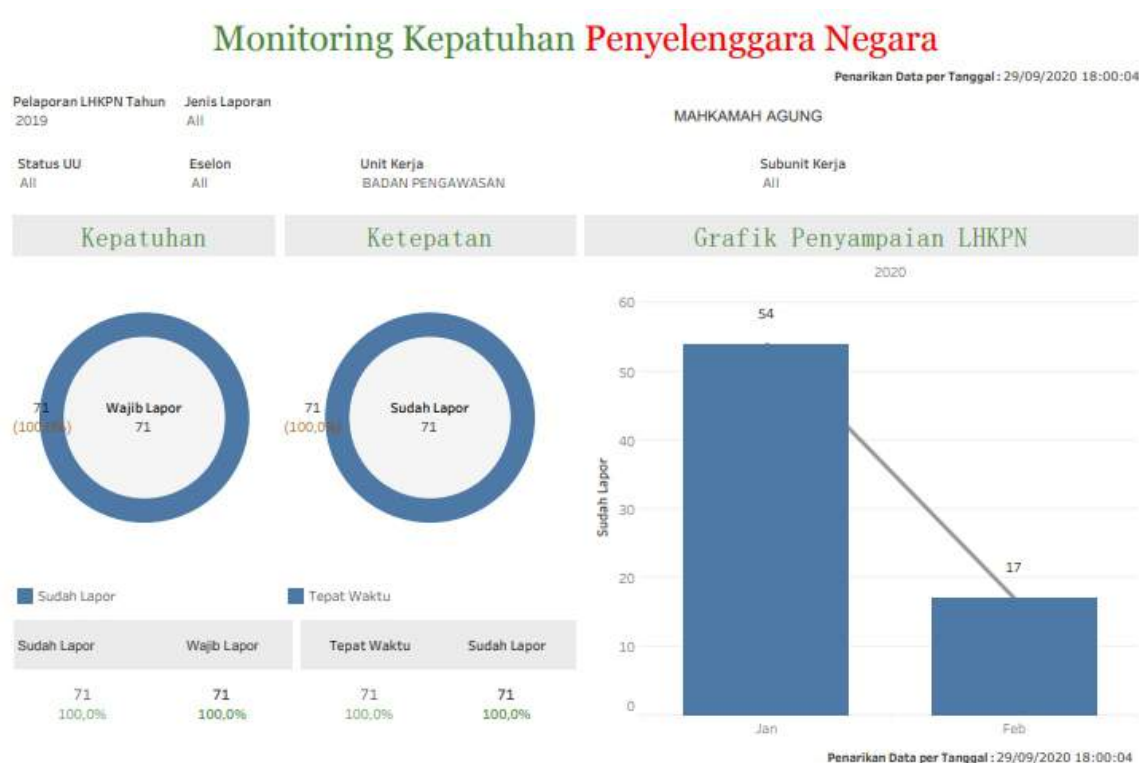 Monitoring Kepatuhan Penyelenggara Negara
Penarikan Data per Tanggal : 29/09/2020 18:00:04
Pelaporan LHKPN Tahun Jenis Laporan
2019 All
MAHKAMAH AGUNG
Status UU Eselon Unit Kerja Subunit Kerja
All All BADAN PENGAWASAN All
Kepatuhan Ketepatan Grafik Penyampaian LHKPN
71
(100,0%)
Wajib Lapor
71
71
(100,0%)
Sudah Lapor
71
Sudah Lapor
Tepat Waktu
Sudah Lapor Wajib Lapor Tepat Waktu Sudah Lapor
71 71 71 71
100,0% 100,0% 100,0% 100,0%
2020
Sudah Lapor
60
50
40
30
20
10
0
54
17
Jan Feb
Penarikan Data per Tanggal : 29/09/2020 18:00:04